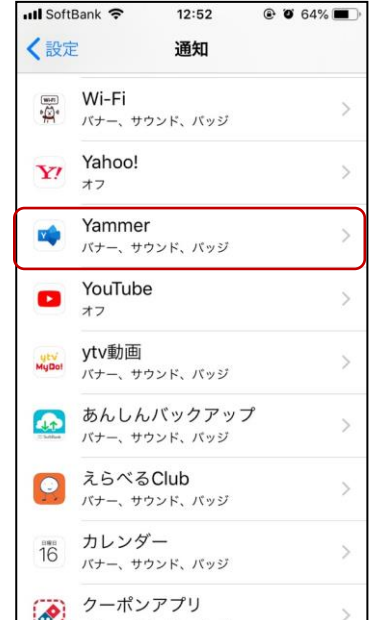 SoftBank 12:52 64%
設定 通知
Wi-Fi
バナー、サウンド、バッジ
Yahoo!
オフ
Yammer
バナー、サウンド、バッジ
YouTube
オフ
ytv動画
バナー、サウンド、バッジ
あんしんバックアップ
バナー、サウンド、バッジ
えらべるClub
バナー、サウンド、バッジ
カレンダー
バナー、サウンド、バッジ
クーポンアプリ